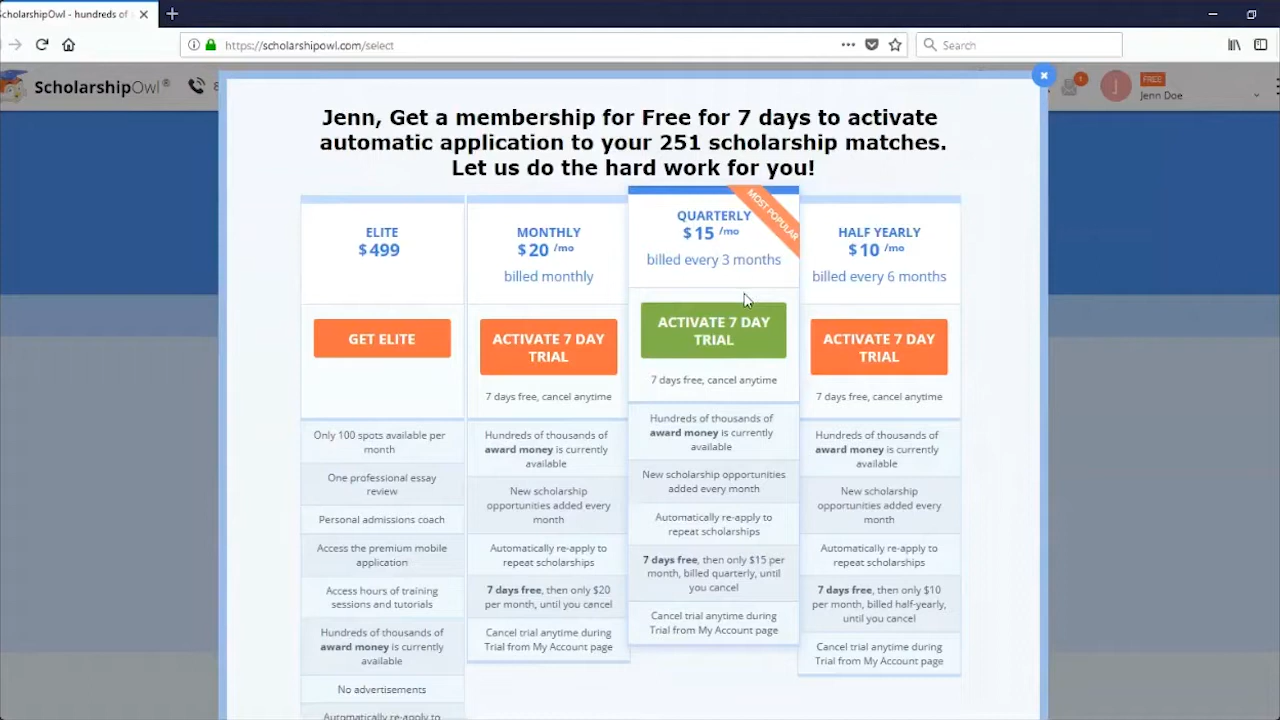 ScholarshipOwl - hundreds of
https://scholarshipowl.com/select
Search
ScholarshipOwl®
8
1
J
FREE
Jenn Doe
Jenn, Get a membership for Free for 7 days to activate
automatic application to your 251 scholarship matches.
Let us do the hard work for you!
ELITE
$499
GET ELITE
Only 100 spots available per
month
One professional essay
review
Personal admissions coach
Access the premium mobile
application
Access hours of training
sessions and tutorials
Hundreds of thousands of
award money is currently
available
No advertisements
Automatically re-apply to
MONTHLY
$20 /mo
billed monthly
ACTIVATE 7 DAY
TRIAL
7 days free, cancel anytime
Hundreds of thousands of
award money is currently
available
New scholarship
opportunities added every
month
Automatically re-apply to
repeat scholarships
7 days free, then only $20
per month, until you cancel
Cancel trial anytime during
Trial from My Account page
MOST POPULAR
QUARTERLY
$15 /mo
billed every 3 months
ACTIVATE 7 DAY
TRIAL
7 days free, cancel anytime
Hundreds of thousands of
award money is currently
available
New scholarship opportunities
added every month
Automatically re-apply to
repeat scholarships
7 days free, then only $15 per
month, billed quarterly, until
you cancel
Cancel trial anytime during
Trial from My Account page
HALF YEARLY
$10 /mo
billed every 6 months
ACTIVATE 7 DAY
TRIAL
7 days free, cancel anytime
Hundreds of thousands of
award money is currently
available
New scholarship
opportunities added every
month
Automatically re-apply to
repeat scholarships
7 days free, then only $10
per month, billed half-yearly,
until you cancel
Cancel trial anytime during
Trial from My Account page